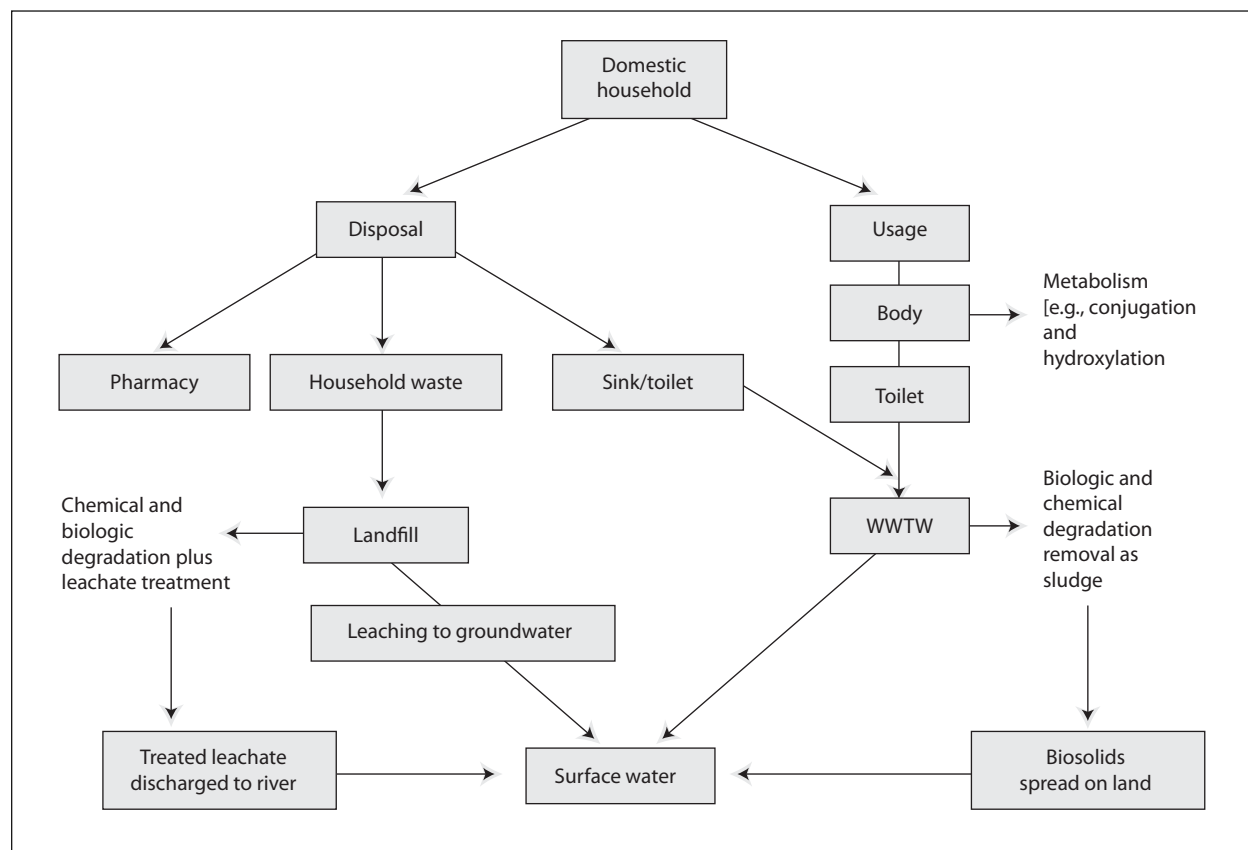 Domestic
household
Disposal
Usage
Body
Metabolism
[e.g., conjugation
and
hydroxylation
Pharmacy
Household waste
Sink/toilet
Toilet
Chemical and
biologic
degradation plus
leachate treatment
Landfill
WWTW
Biologic and
chemical
degradation
removal as
sludge
Leaching to groundwater
Treated leachate
discharged to river
Surface water
Biosolids
spread on land